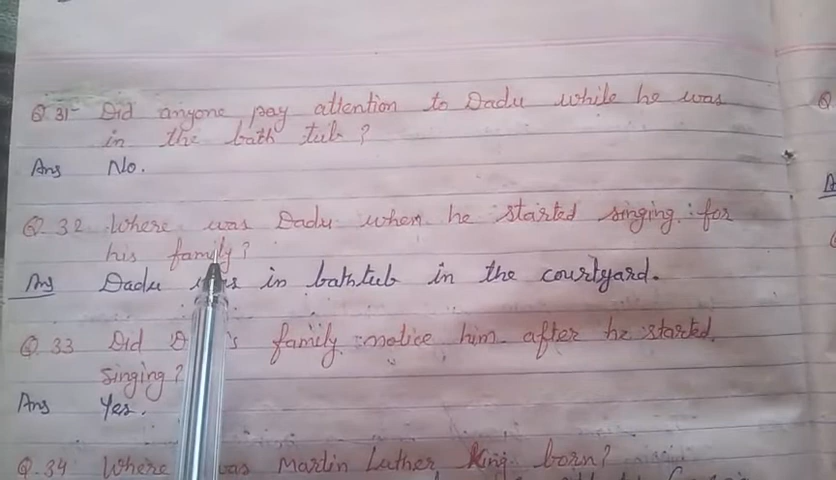 Q.31- Did anyone pay attention to Dadu while he was
in the bath tub?
Ans No.
Q.32 Where was Dadu when he started singing for
his family?
Ans Dadu in bathtub in the courtyard.
Q.33 Did family notice him after he started
singing?
Ans Yes.
Q.34 Where was Martin Luther King born?